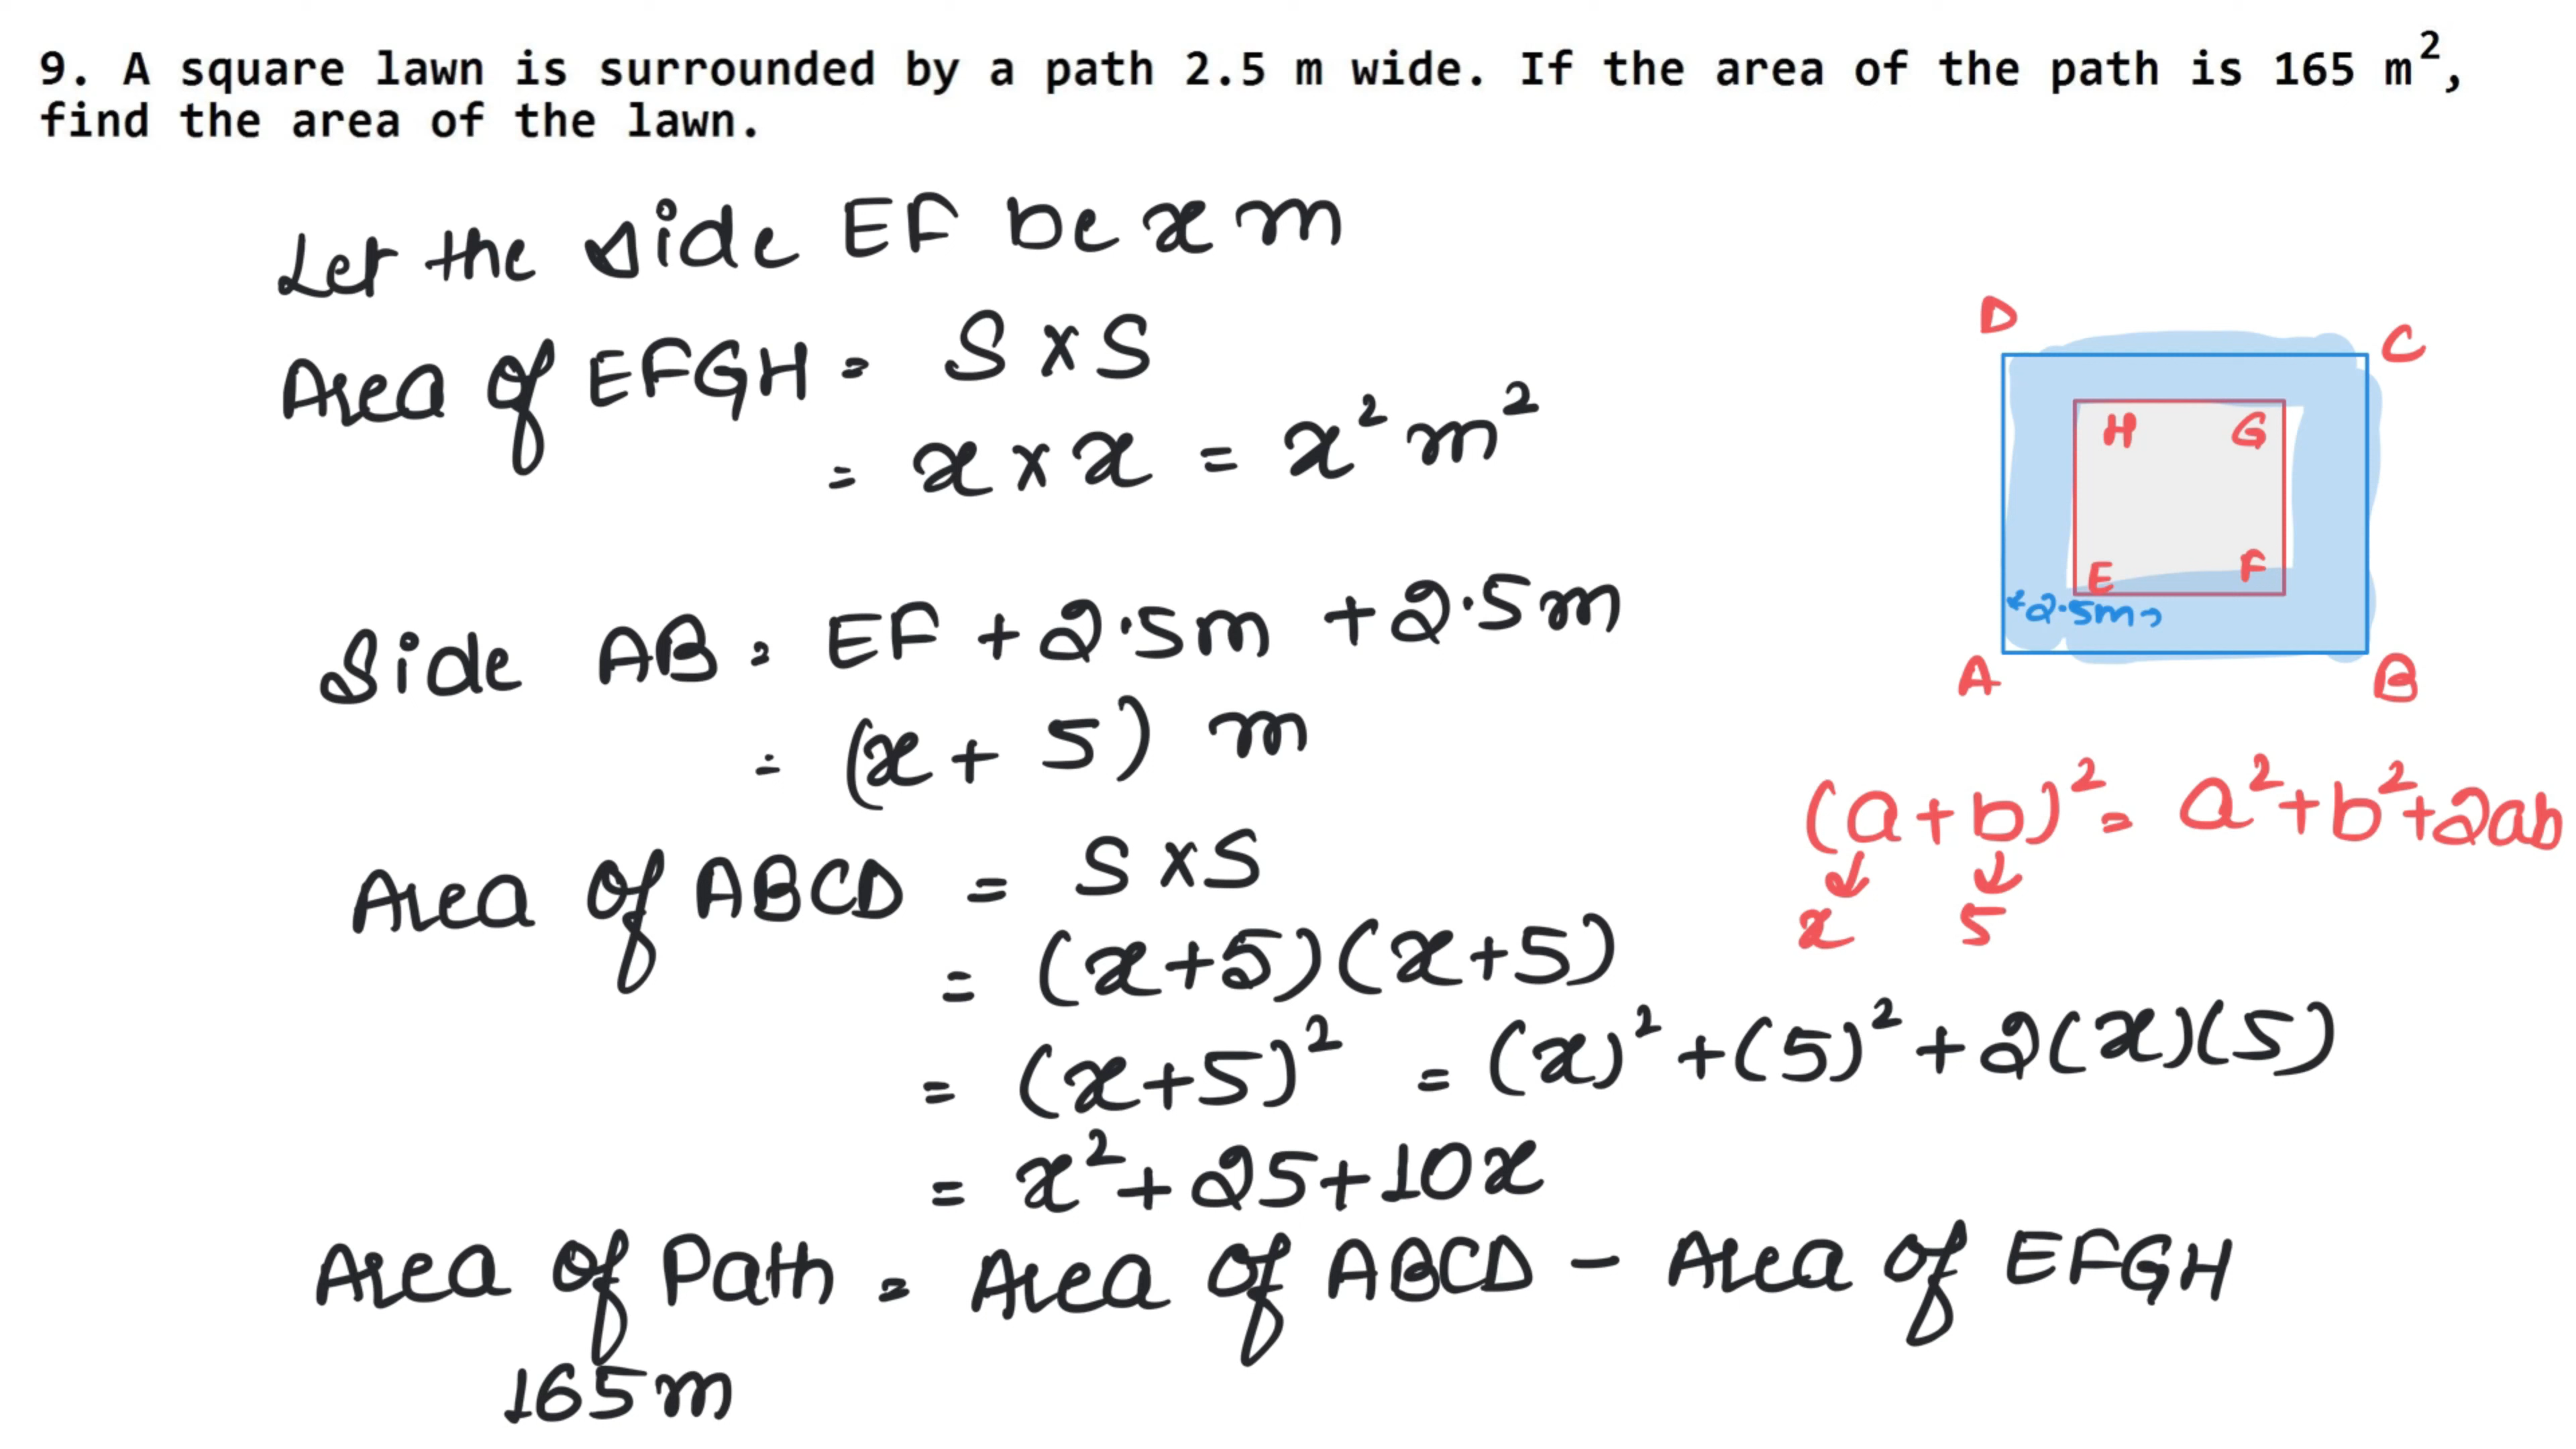 9. A square lawn is surrounded by a path 2.5 m wide. If the area of the path is 165 m²,
find the area of the lawn.
Let the side EF be x m
Area of EFGH = S × S
= x × x = x² m²
Side AB = EF + 2.5m + 2.5m
= (x + 5) m
Area of ABCD = S × S
= (x+5)(x+5)
= (x+5)² = (x)² + (5)² + 2(x)(5)
= x² + 25 + 10x
Area of Path = Area of ABCD - Area of EFGH
165m
D C
H G
E F
2.5m
A B
(a+b)² = a²+b²+2ab
↓ ↓
x 5